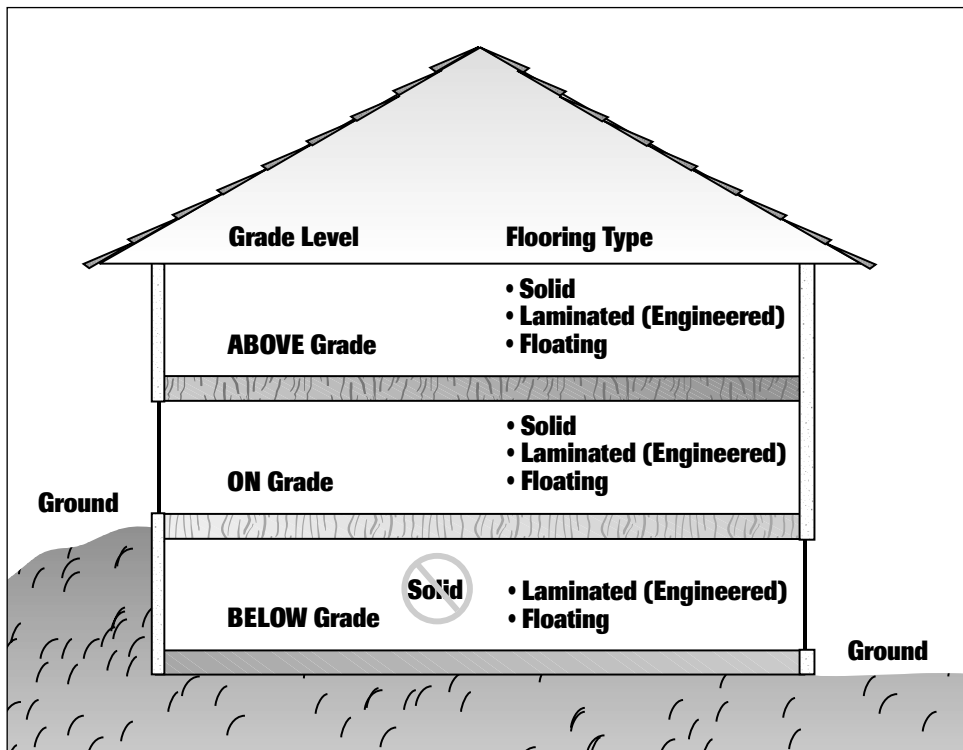 Grade Level Flooring Type
• Solid
• Laminated (Engineered)
• Floating
ABOVE Grade
• Solid
• Laminated (Engineered)
• Floating
ON Grade
Ground
Solid
• Laminated (Engineered)
• Floating
BELOW Grade
Ground